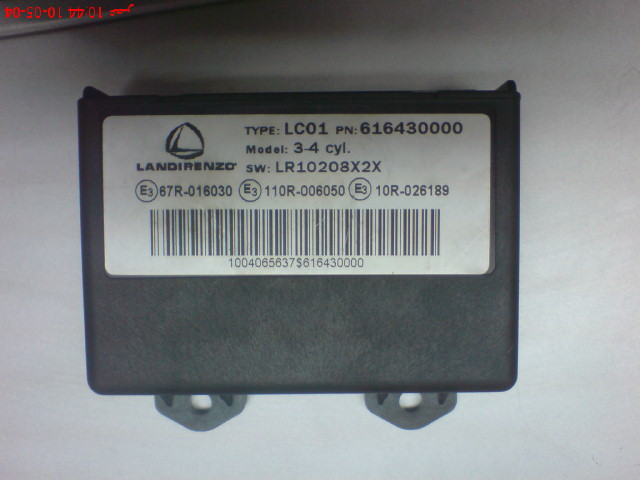 10:44 10-05-04
TYPE: LC01 PN: 616430000
Model: 3-4 cyl.
LANDIRENZO
SW: LR10208X2X
E3 67R-016030 E3 110R-006050 E3 10R-026189
1004065637$616430000